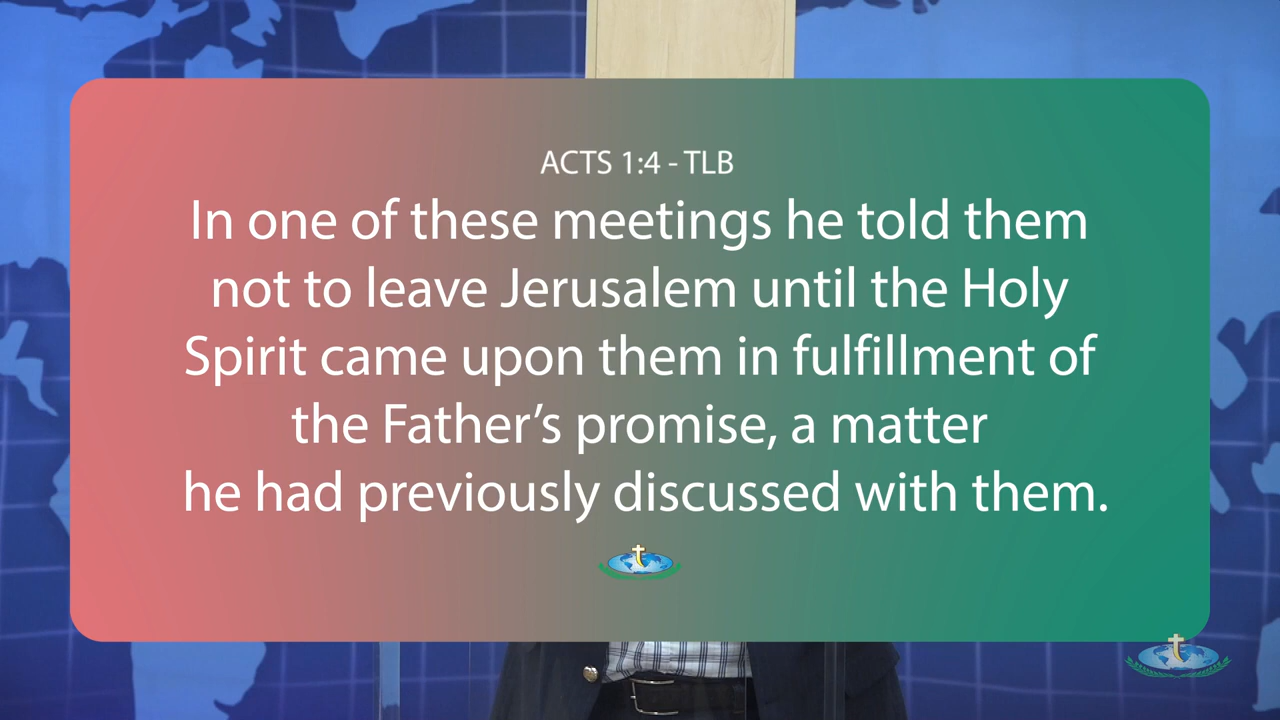 ACTS 1:4 - TLB
In one of these meetings he told them
not to leave Jerusalem until the Holy
Spirit came upon them in fulfillment of
the Father’s promise, a matter
he had previously discussed with them.